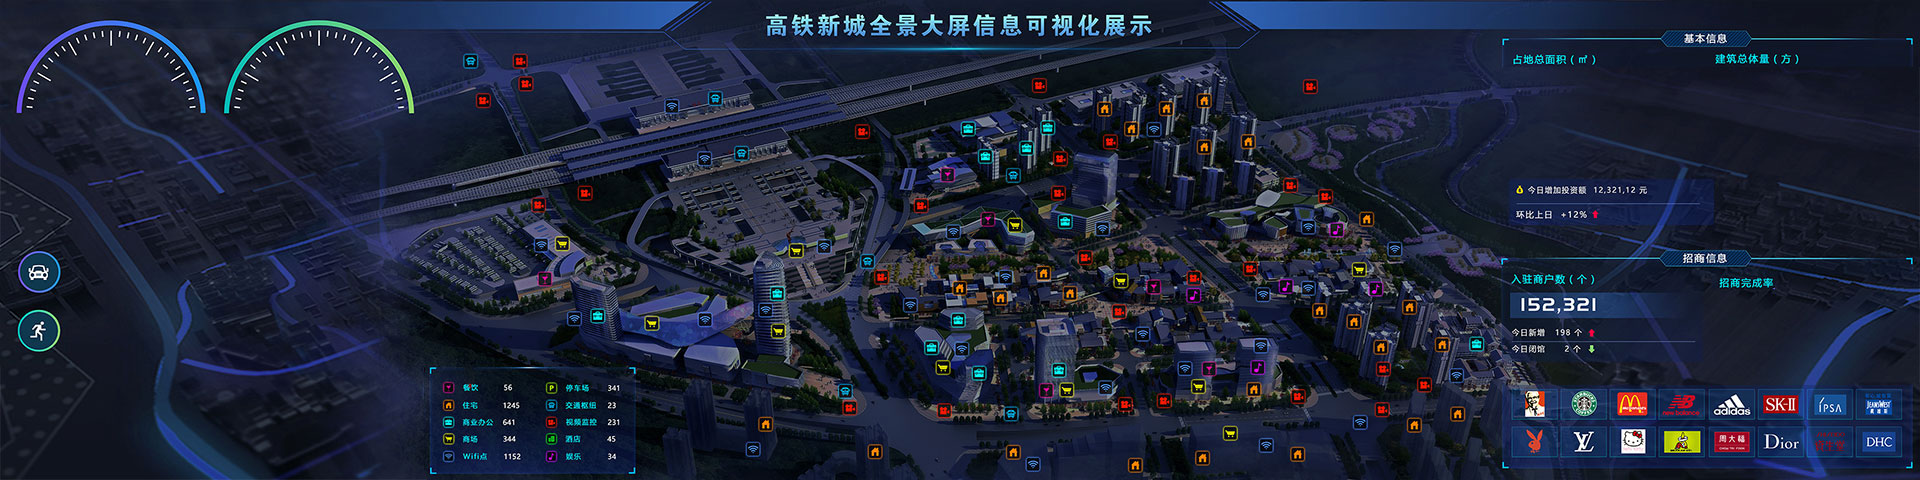 高铁新城全景大屏信息可视化展示
基本信息
占地总面积（㎡）
建筑总体量（方）
今日增加投资额 12,321,12 元
环比上日 +12%
招商信息
入驻商户数（个）
招商完成率
152,321
今日新增 198 个
今日闭馆 2 个
餐饮 56
停车场 341
住宅 1245
交通枢纽 23
商业办公 641
视频监控 231
商场 344
酒店 45
Wifi点 1152
娱乐 34
new balance
adidas
SK-II
IPSA
JEANSWEST
周大福
Dior
DHC